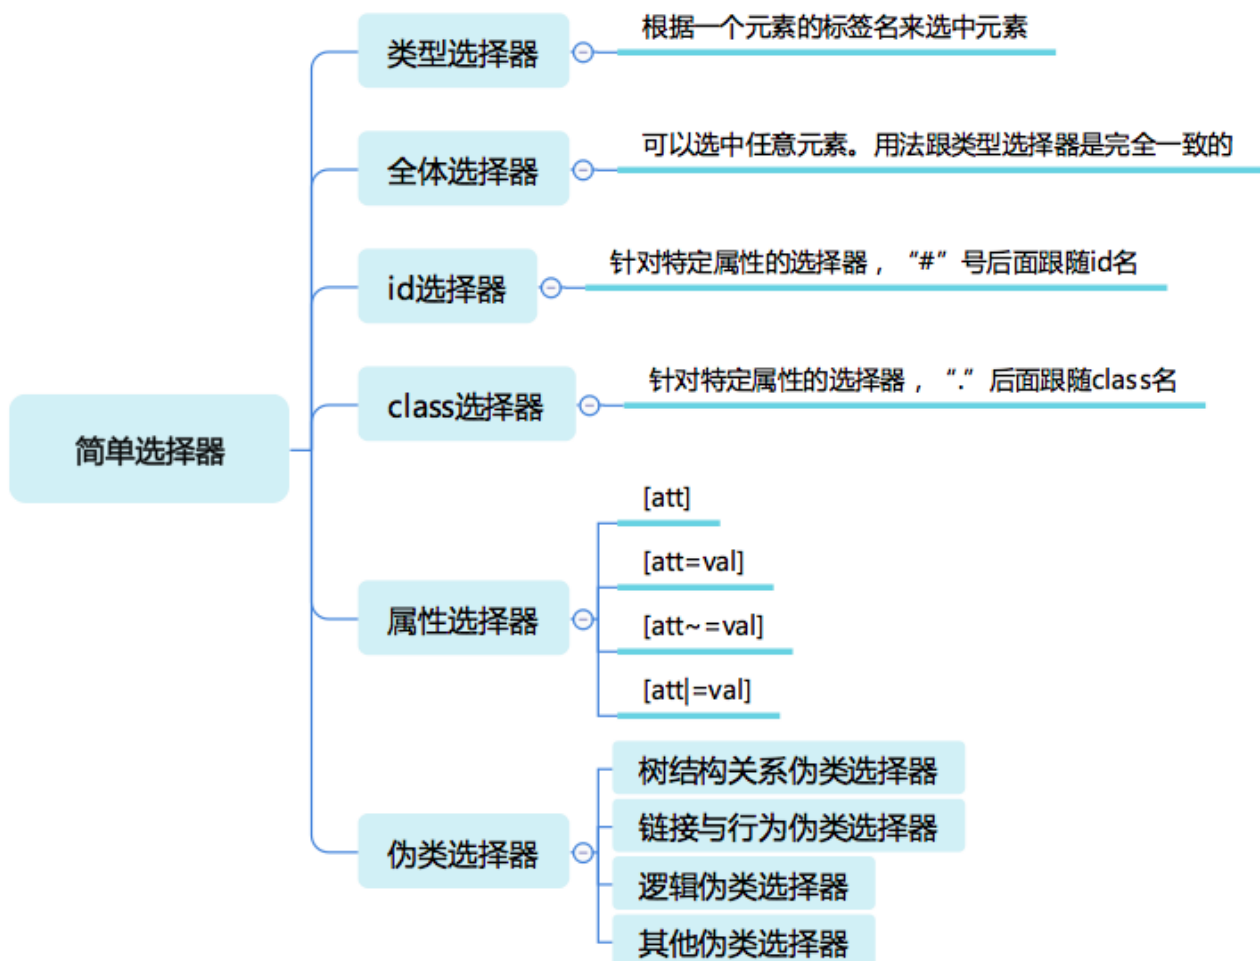 简单选择器
类型选择器
根据一个元素的标签名来选中元素
全体选择器
可以选中任意元素。用法跟类型选择器是完全一致的
id选择器
针对特定属性的选择器，“#”号后面跟随id名
class选择器
针对特定属性的选择器，“.”后面跟随class名
属性选择器
[att]
[att=val]
[att~=val]
[att|=val]
伪类选择器
树结构关系伪类选择器
链接与行为伪类选择器
逻辑伪类选择器
其他伪类选择器